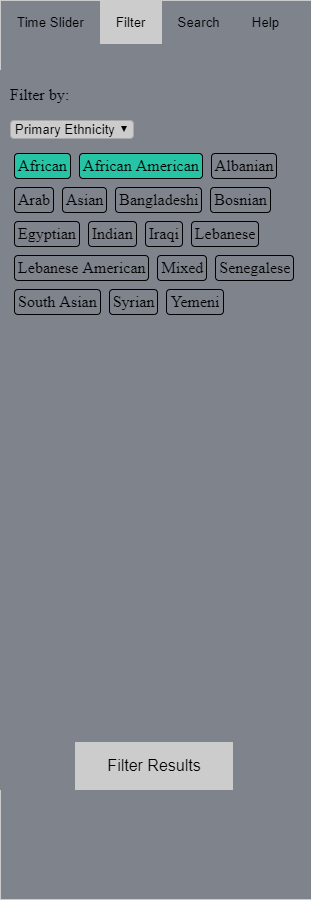 Time Slider Filter Search Help
Filter by:
Primary Ethnicity ▼
African African American Albanian
Arab Asian Bangladeshi Bosnian
Egyptian Indian Iraqi Lebanese
Lebanese American Mixed Senegalese
South Asian Syrian Yemeni
Filter Results